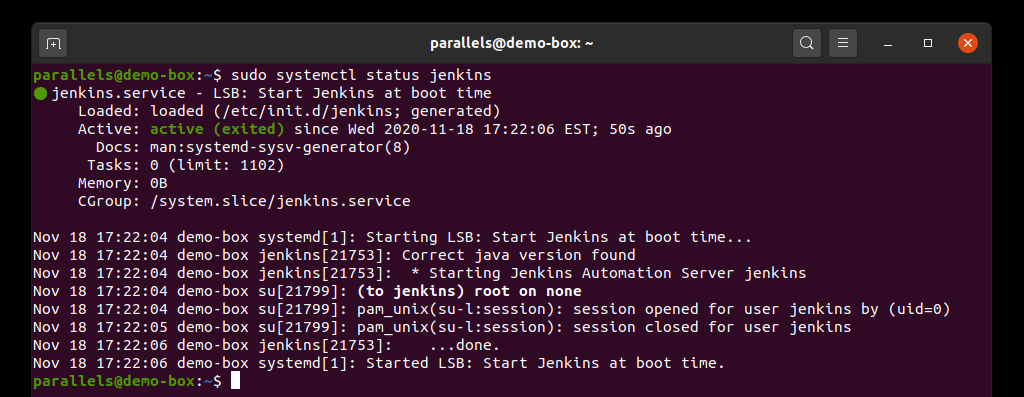 parallels@demo-box: ~
parallels@demo-box:~$ sudo systemctl status jenkins
● jenkins.service - LSB: Start Jenkins at boot time
     Loaded: loaded (/etc/init.d/jenkins; generated)
     Active: active (exited) since Wed 2020-11-18 17:22:06 EST; 50s ago
       Docs: man:systemd-sysv-generator(8)
      Tasks: 0 (limit: 1102)
     Memory: 0B
     CGroup: /system.slice/jenkins.service

Nov 18 17:22:04 demo-box systemd[1]: Starting LSB: Start Jenkins at boot time...
Nov 18 17:22:04 demo-box jenkins[21753]: Correct java version found
Nov 18 17:22:04 demo-box jenkins[21753]:  * Starting Jenkins Automation Server jenkins
Nov 18 17:22:04 demo-box su[21799]: (to jenkins) root on none
Nov 18 17:22:04 demo-box su[21799]: pam_unix(su-l:session): session opened for user jenkins by (uid=0)
Nov 18 17:22:05 demo-box su[21799]: pam_unix(su-l:session): session closed for user jenkins
Nov 18 17:22:06 demo-box jenkins[21753]:    ...done.
Nov 18 17:22:06 demo-box systemd[1]: Started LSB: Start Jenkins at boot time.
parallels@demo-box:~$